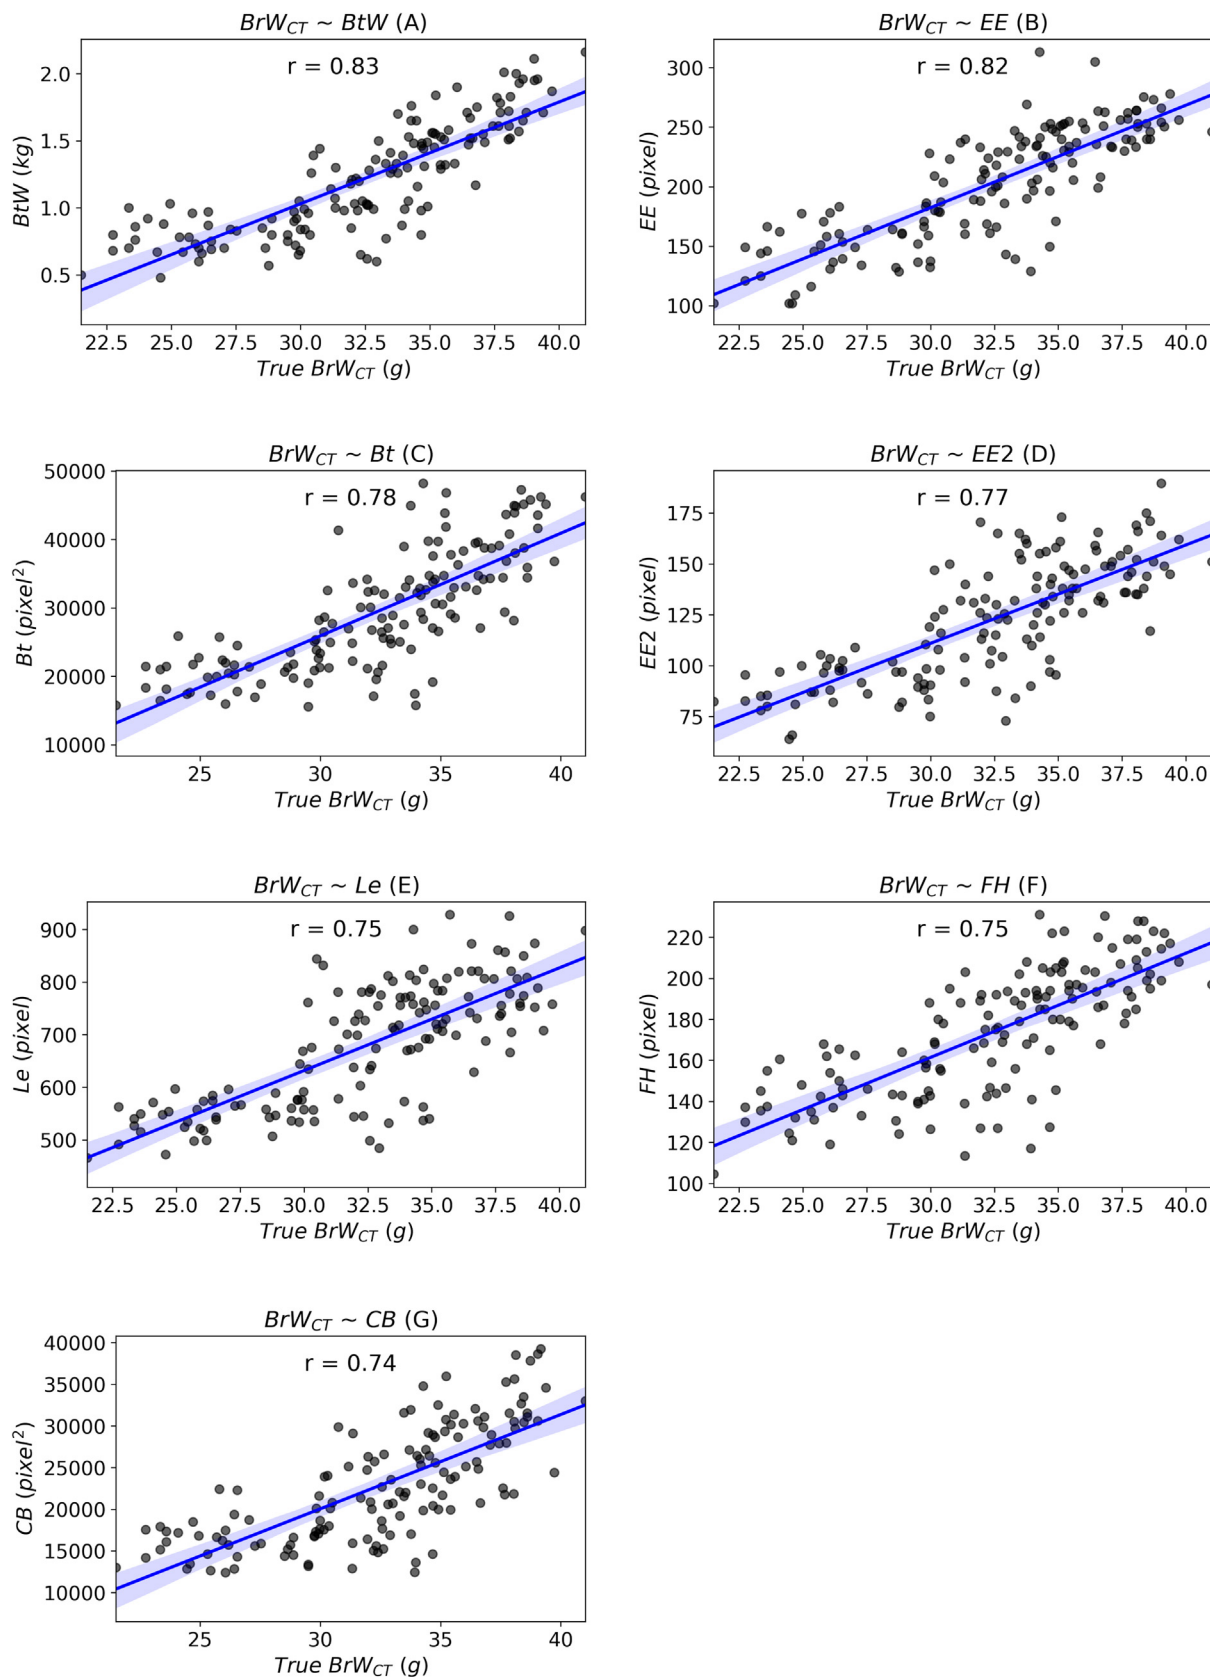 BrW_CT ~ BtW (A)
r = 0.83
2.0
1.5
1.0
0.5
BtW (kg)
22.5 25.0 27.5 30.0 32.5 35.0 37.5 40.0
True BrW_CT (g)
BrW_CT ~ EE (B)
r = 0.82
300
250
200
150
100
EE (pixel)
22.5 25.0 27.5 30.0 32.5 35.0 37.5 40.0
True BrW_CT (g)
BrW_CT ~ Bt (C)
r = 0.78
50000
40000
30000
20000
10000
Bt (pixel²)
25 30 35 40
True BrW_CT (g)
BrW_CT ~ EE2 (D)
r = 0.77
175
150
125
100
75
EE2 (pixel)
22.5 25.0 27.5 30.0 32.5 35.0 37.5 40.0
True BrW_CT (g)
BrW_CT ~ Le (E)
r = 0.75
900
800
700
600
500
Le (pixel)
22.5 25.0 27.5 30.0 32.5 35.0 37.5 40.0
True BrW_CT (g)
BrW_CT ~ FH (F)
r = 0.75
220
200
180
160
140
120
100
FH (pixel)
22.5 25.0 27.5 30.0 32.5 35.0 37.5 40.0
True BrW_CT (g)
BrW_CT ~ CB (G)
r = 0.74
40000
35000
30000
25000
20000
15000
10000
CB (pixel²)
25 30 35 40
True BrW_CT (g)